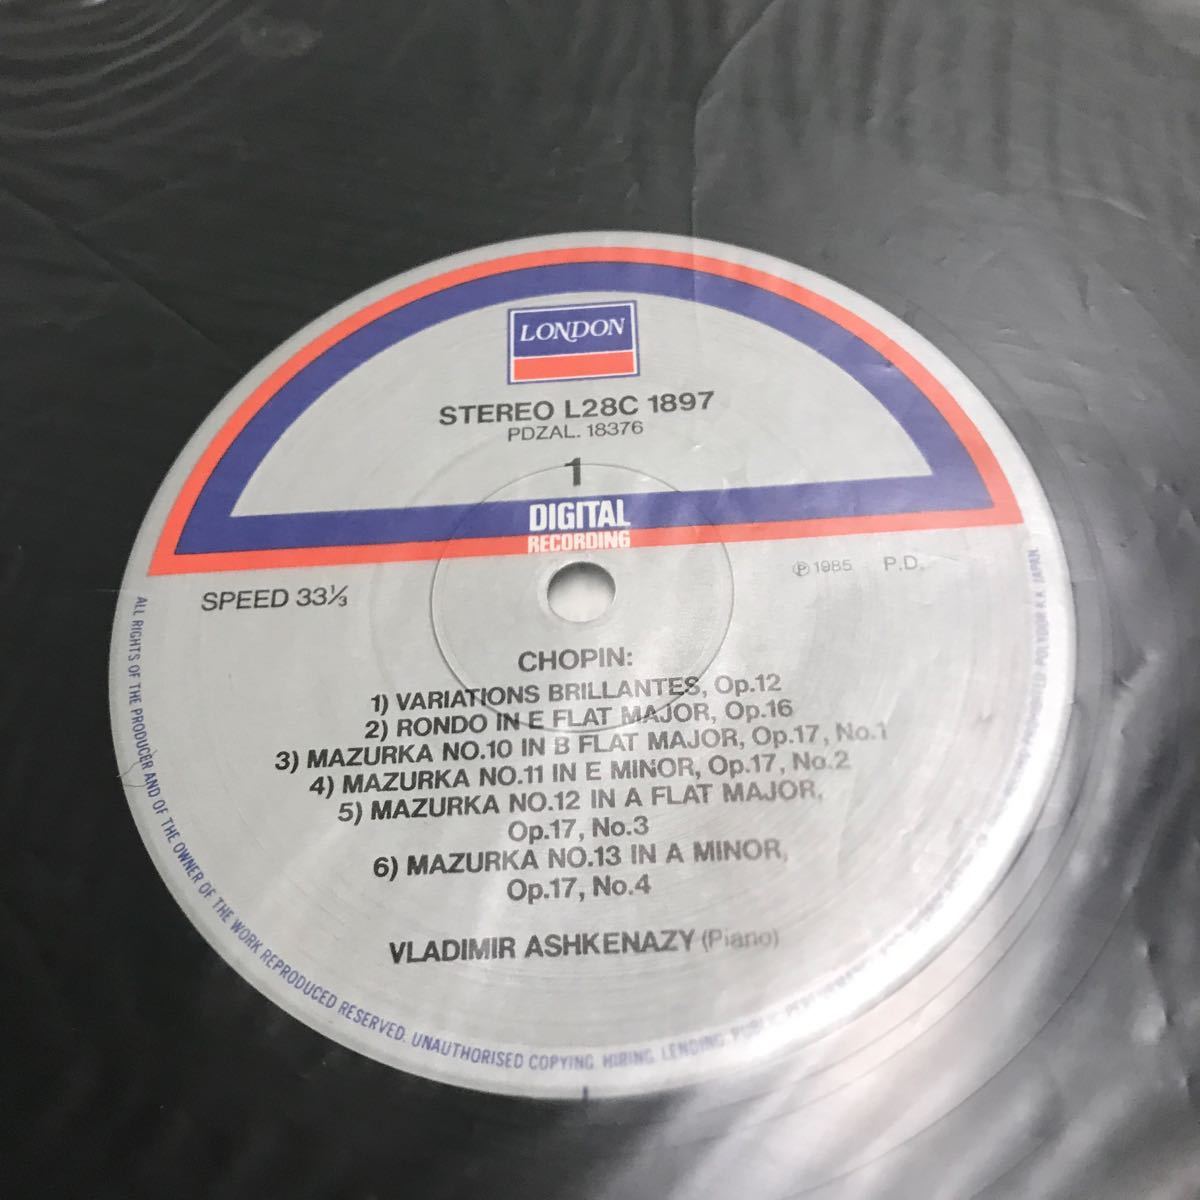 LONDON
STEREO L28C 1897
PDZAL. 18376
1
DIGITAL
RECORDING
SPEED 33⅓
℗ 1985 P.D.
CHOPIN:
1) VARIATIONS BRILLANTES, Op.12
2) RONDO IN E FLAT MAJOR, Op.16
3) MAZURKA NO.10 IN B FLAT MAJOR, Op.17, No.1
4) MAZURKA NO.11 IN E MINOR, Op.17, No.2
5) MAZURKA NO.12 IN A FLAT MAJOR,
Op.17, No.3
6) MAZURKA NO.13 IN A MINOR,
Op.17, No.4
VLADIMIR ASHKENAZY (Piano)
ALL RIGHTS OF THE PRODUCER AND OF THE OWNER OF THE WORK REPRODUCED RESERVED. UNAUTHORISED COPYING. HIRING. LENDING. POLYDOR K.K. JAPAN.